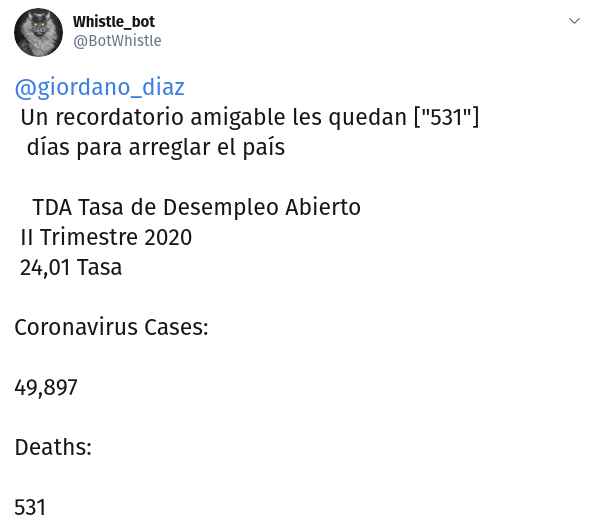 Whistle_bot
@BotWhistle
@giordano_diaz
Un recordatorio amigable les quedan ["531"]
días para arreglar el país
TDA Tasa de Desempleo Abierto
II Trimestre 2020
24,01 Tasa
Coronavirus Cases:
49,897
Deaths:
531